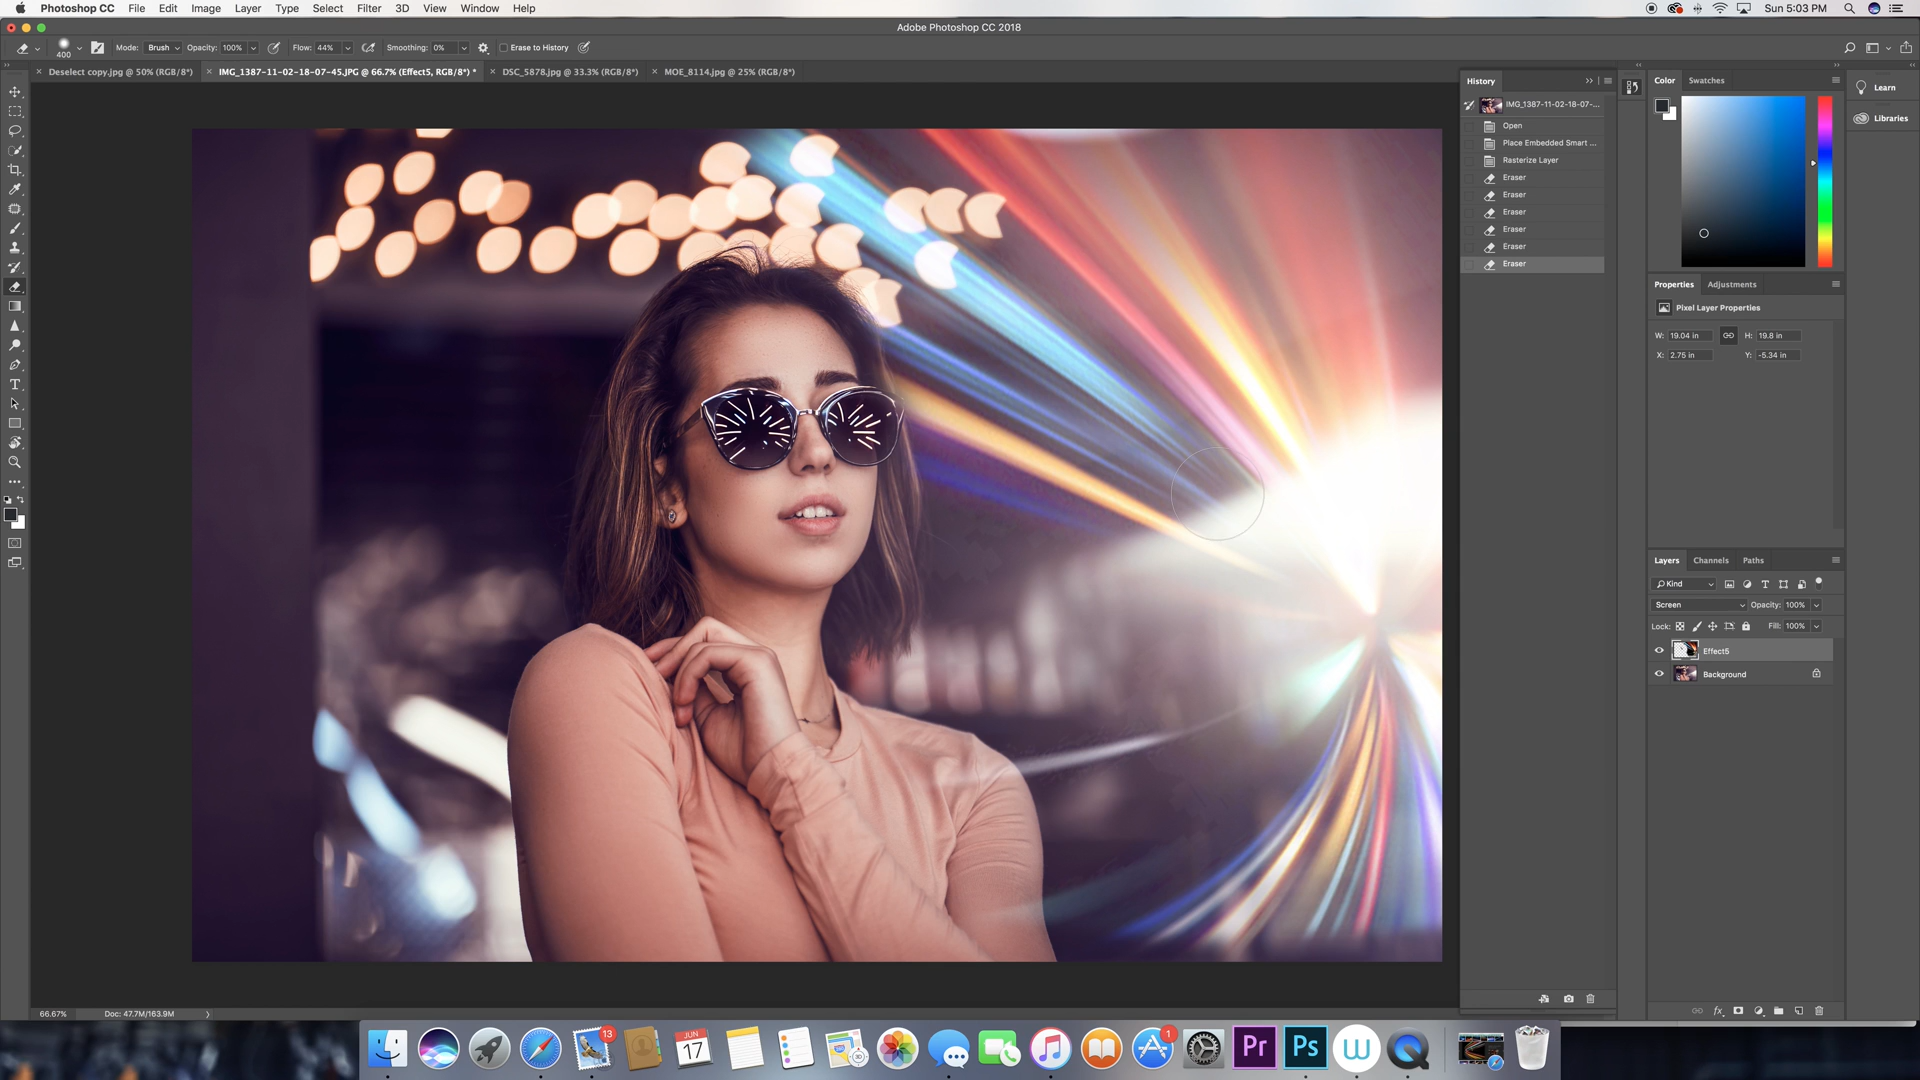 Photoshop CC File Edit Image Layer Type Select Filter 3D View Window Help Sun 5:03 PM
Adobe Photoshop CC 2018
400 Mode: Brush Opacity: 100% Flow: 44% Smoothing: 0% Erase to History
Deselect copy.jpg @ 50% (RGB/8*) IMG_1387-11-02-18-07-45.JPG @ 66.7% (Effect5, RGB/8*) * DSC_5878.jpg @ 33.3% (RGB/8*) MOE_8114.jpg @ 25% (RGB/8*)
History
IMG_1387-11-02-18-07-...
Open
Place Embedded Smart ...
Rasterize Layer
Eraser
Eraser
Eraser
Eraser
Eraser
Eraser
Color Swatches
Learn
Libraries
Properties Adjustments
Pixel Layer Properties
W: 19.04 in H: 19.8 in
X: 2.75 in Y: -5.34 in
Layers Channels Paths
Kind
Screen Opacity: 100%
Lock: Fill: 100%
Effect5
Background
66.67% Doc: 47.7M/163.9M
13
JUN
17
1
Pr
Ps